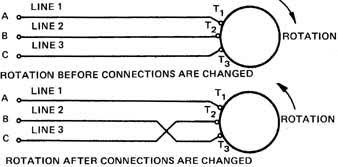 A LINE 1 T1
B LINE 2 T2 ROTATION
C LINE 3 T3
ROTATION BEFORE CONNECTIONS ARE CHANGED
A LINE 1 T1
B LINE 2 T2 ROTATION
C LINE 3 T3
ROTATION AFTER CONNECTIONS ARE CHANGED